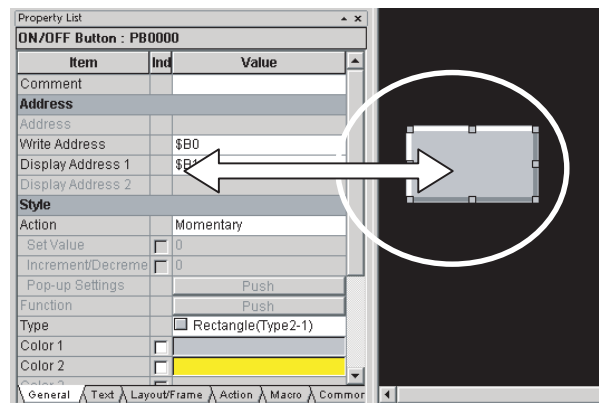 Property List
ON/OFF Button : PB0000
Item Ind Value
Comment
Address
Address
Write Address $B0
Display Address 1
Display Address 2
Style
Action Momentary
Set Value 0
Increment/Decreme 0
Pop-up Settings Push
Function Push
Type Rectangle(Type2-1)
Color 1
Color 2
General Text Layout/Frame Action Macro Common